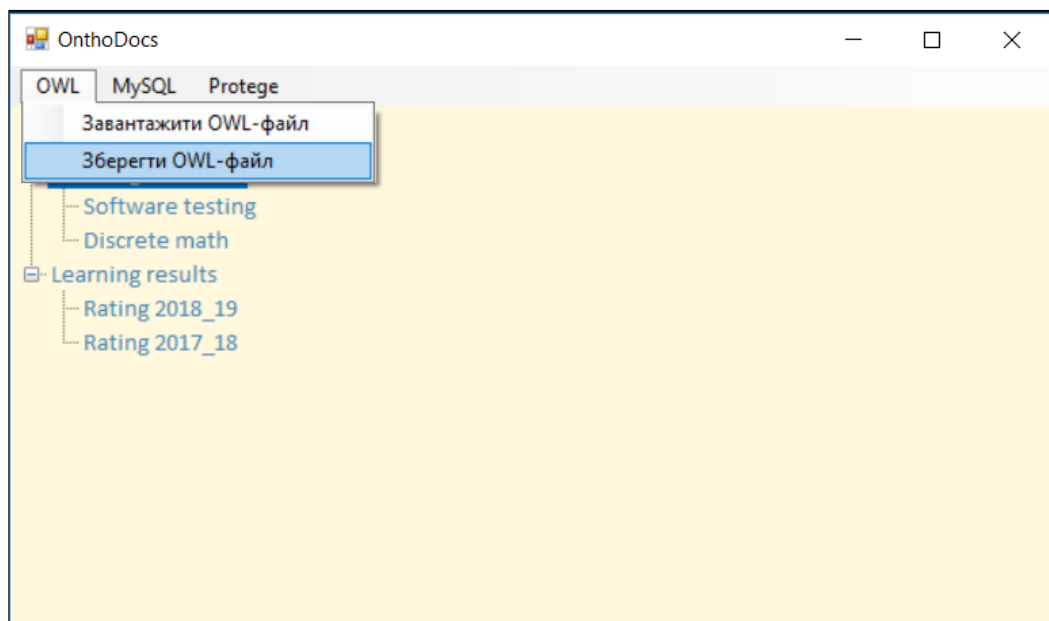 OnthoDocs
OWL MySQL Protege
Завантажити OWL-файл
Зберегти OWL-файл
Software testing
Discrete math
Learning results
Rating 2018_19
Rating 2017_18